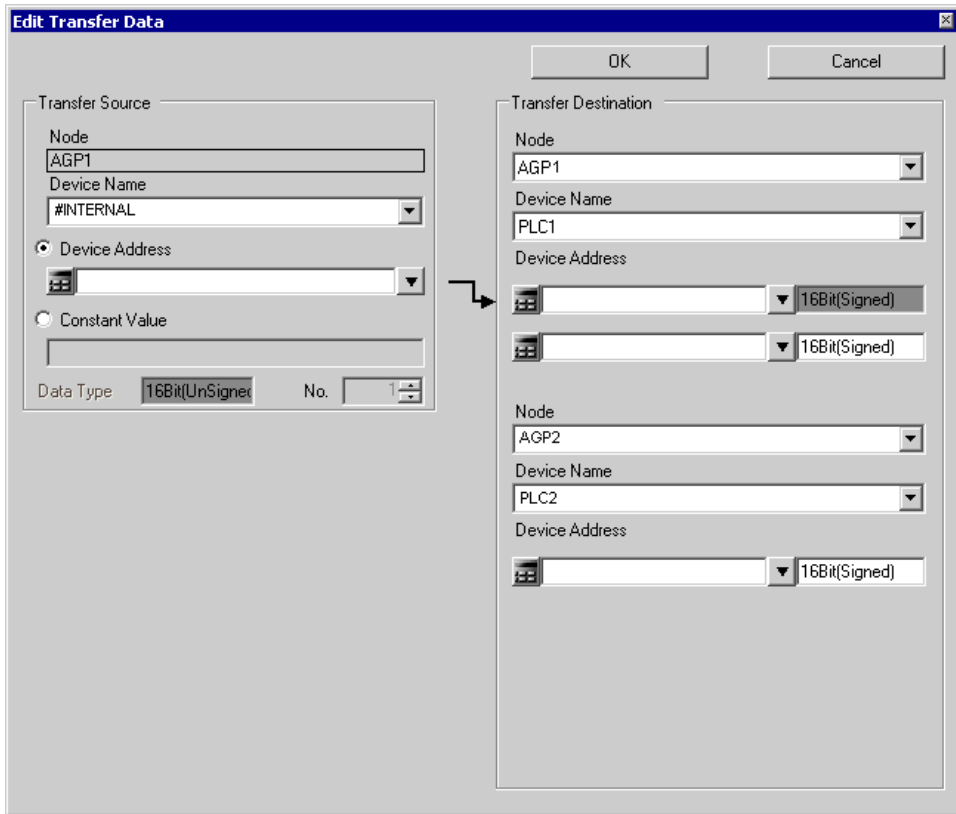 Edit Transfer Data
OK
Cancel
Transfer Source
Node
AGP1
Device Name
#INTERNAL
Device Address
Constant Value
Data Type 16Bit(UnSigned No. 1
Transfer Destination
Node
AGP1
Device Name
PLC1
Device Address
16Bit(Signed)
16Bit(Signed)
Node
AGP2
Device Name
PLC2
Device Address
16Bit(Signed)